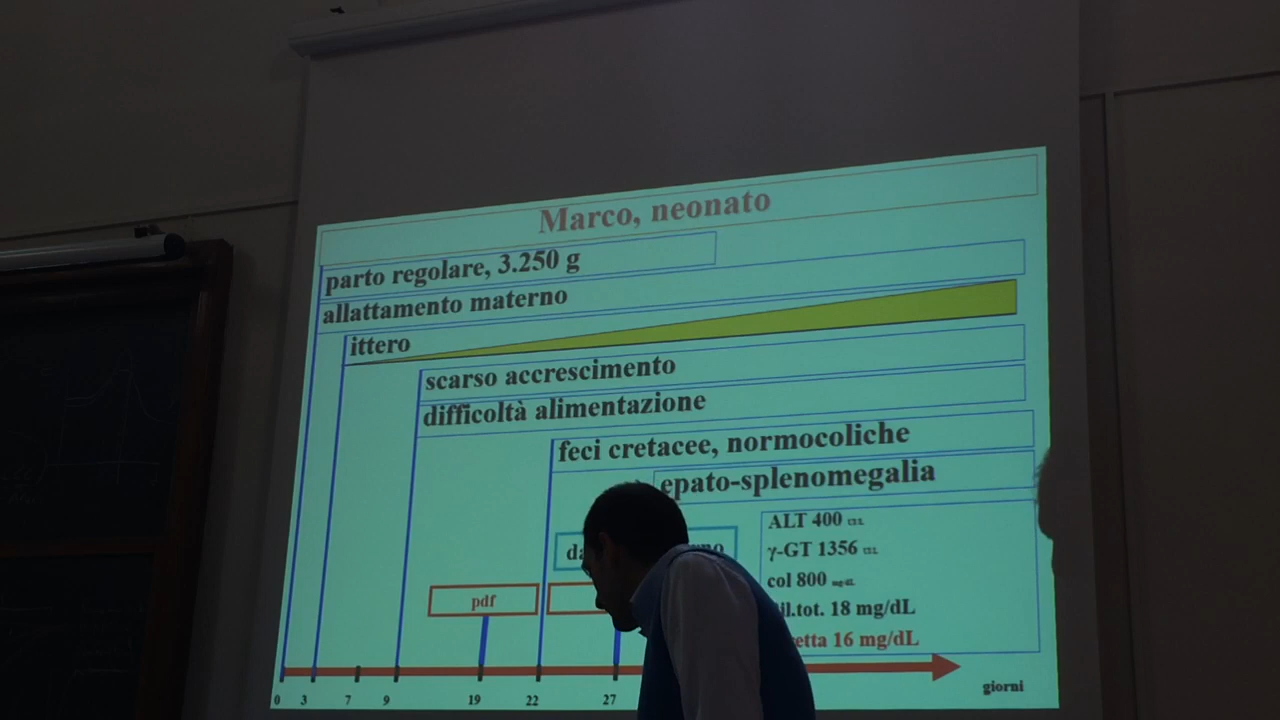 Marco, neonato
parto regolare, 3.250 g
allattamento materno
ittero
scarso accrescimento
difficoltà alimentazione
feci cretacee, normocoliche
epato-splenomegalia
ALT 400
γ-GT 1356
col 800
tot. 18 mg/dL
16 mg/dL
pdf
0 3 7 9 19 22 27
giorni